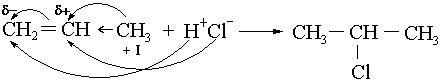 δ− δ+
CH₂=CH ← CH₃ + H⁺Cl⁻ ⟶ CH₃—CH—CH₃
+ I
Cl